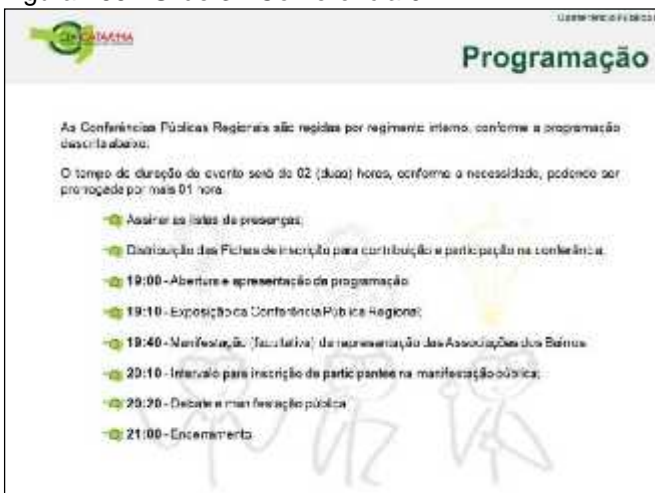 CATARINA
Programação
As Conferências Públicas Regionais são regidas por regimento interno, conforme a programação
descrita abaixo:
O tempo de duração do evento será de 02 (duas) horas, conforme a necessidade, podendo ser
prorrogada por mais 01 hora.
Assinar as listas de presenças;
Distribuição das Fichas de inscrição para contribuição e participação na conferência;
19:00 - Abertura e apresentação da programação
19:10 - Exposição da Conferência Pública Regional;
19:40 - Manifestação (facultativa) da representação das Associações dos Bairros
20:10 - Intervalo para inscrição de participantes na manifestação pública;
20:20 - Debate e manifestação pública
21:00 - Encerramento